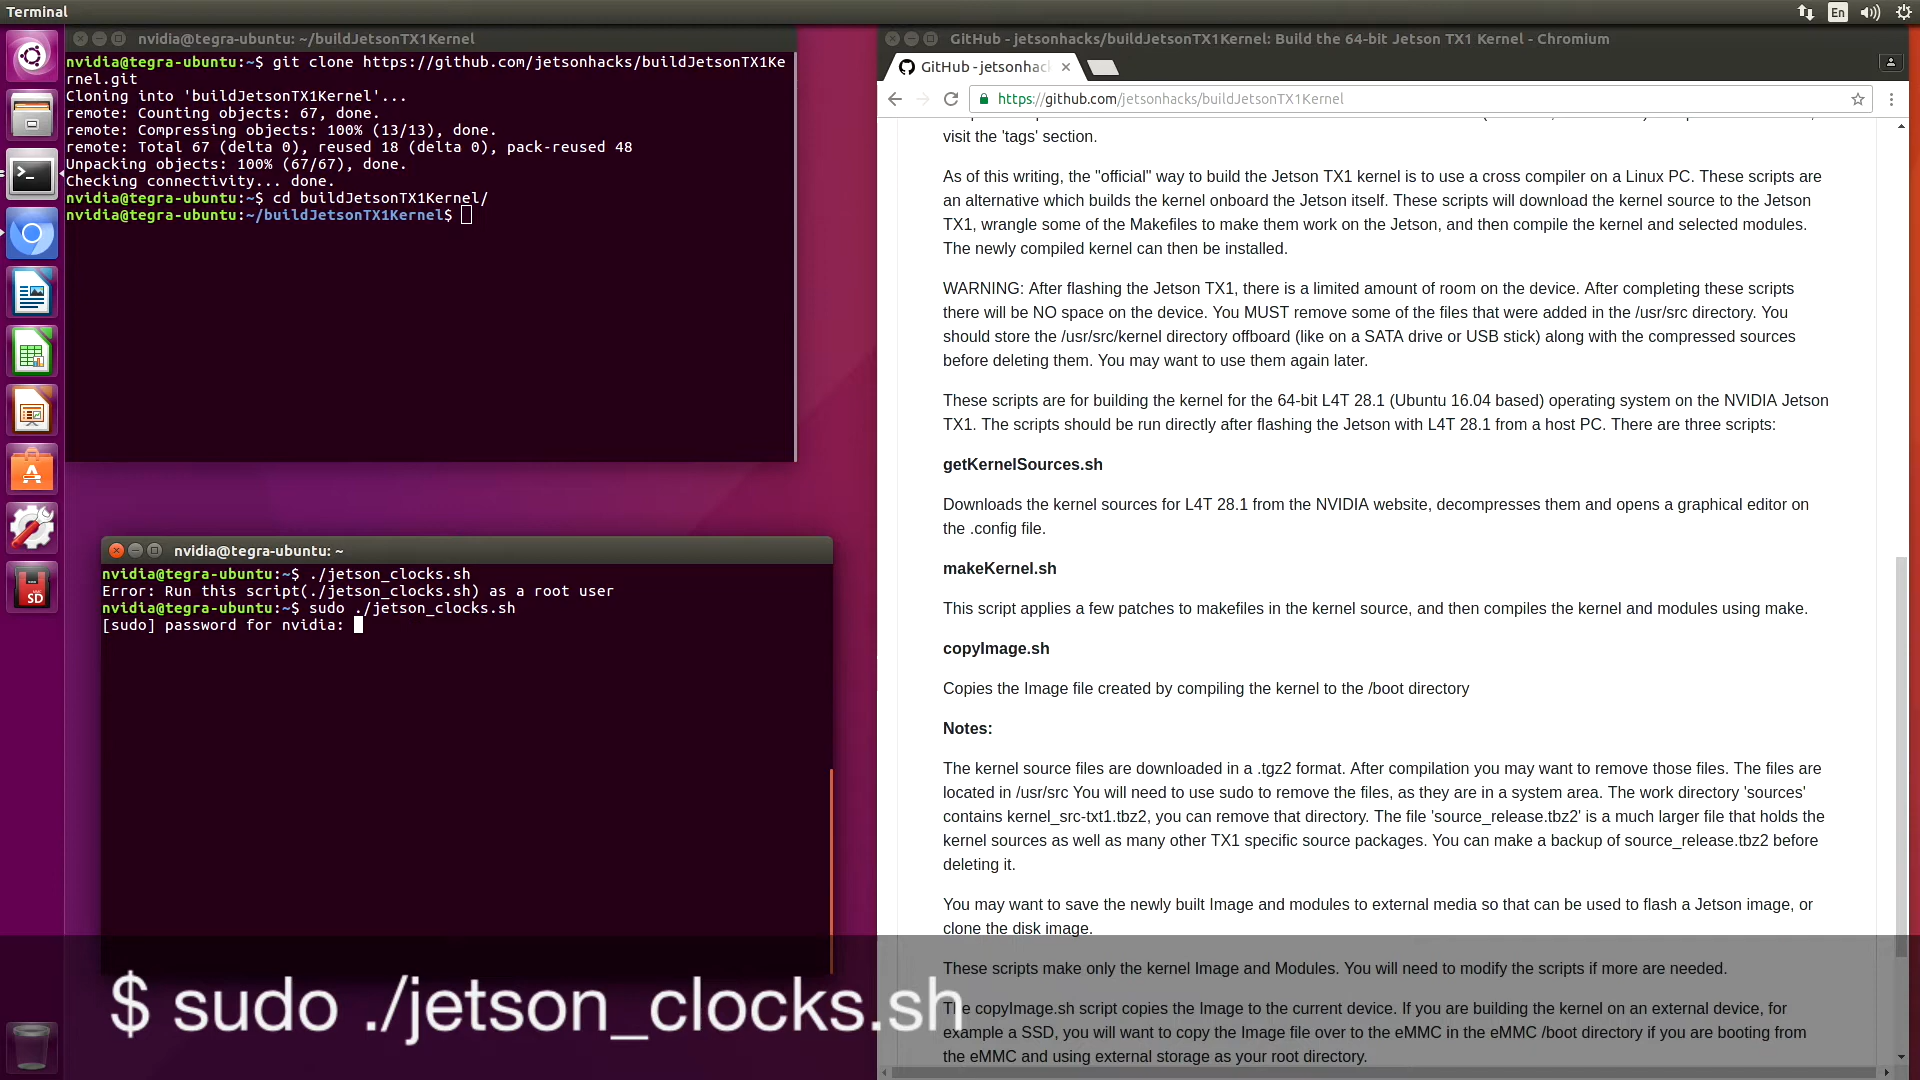 Terminal
En
nvidia@tegra-ubuntu: ~/buildJetsonTX1Kernel
nvidia@tegra-ubuntu:~$ git clone https://github.com/jetsonhacks/buildJetsonTX1Ke
rnel.git
Cloning into 'buildJetsonTX1Kernel'...
remote: Counting objects: 67, done.
remote: Compressing objects: 100% (13/13), done.
remote: Total 67 (delta 0), reused 18 (delta 0), pack-reused 48
Unpacking objects: 100% (67/67), done.
Checking connectivity... done.
nvidia@tegra-ubuntu:~$ cd buildJetsonTX1Kernel/
nvidia@tegra-ubuntu:~/buildJetsonTX1Kernel$
nvidia@tegra-ubuntu: ~
nvidia@tegra-ubuntu:~$ ./jetson_clocks.sh
Error: Run this script(./jetson_clocks.sh) as a root user
nvidia@tegra-ubuntu:~$ sudo ./jetson_clocks.sh
[sudo] password for nvidia:
SD
GitHub - jetsonhacks/buildJetsonTX1Kernel: Build the 64-bit Jetson TX1 Kernel - Chromium
GitHub - jetsonhac
https://github.com/jetsonhacks/buildJetsonTX1Kernel
visit the 'tags' section.
As of this writing, the "official" way to build the Jetson TX1 kernel is to use a cross compiler on a Linux PC. These scripts are
an alternative which builds the kernel onboard the Jetson itself. These scripts will download the kernel source to the Jetson
TX1, wrangle some of the Makefiles to make them work on the Jetson, and then compile the kernel and selected modules.
The newly compiled kernel can then be installed.
WARNING: After flashing the Jetson TX1, there is a limited amount of room on the device. After completing these scripts
there will be NO space on the device. You MUST remove some of the files that were added in the /usr/src directory. You
should store the /usr/src/kernel directory offboard (like on a SATA drive or USB stick) along with the compressed sources
before deleting them. You may want to use them again later.
These scripts are for building the kernel for the 64-bit L4T 28.1 (Ubuntu 16.04 based) operating system on the NVIDIA Jetson
TX1. The scripts should be run directly after flashing the Jetson with L4T 28.1 from a host PC. There are three scripts:
getKernelSources.sh
Downloads the kernel sources for L4T 28.1 from the NVIDIA website, decompresses them and opens a graphical editor on
the .config file.
makeKernel.sh
This script applies a few patches to makefiles in the kernel source, and then compiles the kernel and modules using make.
copyImage.sh
Copies the Image file created by compiling the kernel to the /boot directory
Notes:
The kernel source files are downloaded in a .tgz2 format. After compilation you may want to remove those files. The files are
located in /usr/src You will need to use sudo to remove the files, as they are in a system area. The work directory 'sources'
contains kernel_src-txt1.tbz2, you can remove that directory. The file 'source_release.tbz2' is a much larger file that holds the
kernel sources as well as many other TX1 specific source packages. You can make a backup of source_release.tbz2 before
deleting it.
You may want to save the newly built Image and modules to external media so that can be used to flash a Jetson image, or
clone the disk image.
These scripts make only the kernel Image and Modules. You will need to modify the scripts if more are needed.
The copyImage.sh script copies the Image to the current device. If you are building the kernel on an external device, for
example a SSD, you will want to copy the Image file over to the eMMC in the eMMC /boot directory if you are booting from
the eMMC and using external storage as your root directory.
$ sudo ./jetson_clocks.sh